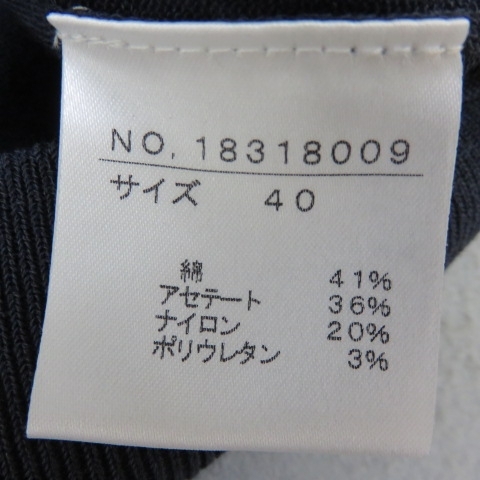 NO. 18318009
サイズ 40
綿 41%
アセテート 36%
ナイロン 20%
ポリウレタン 3%